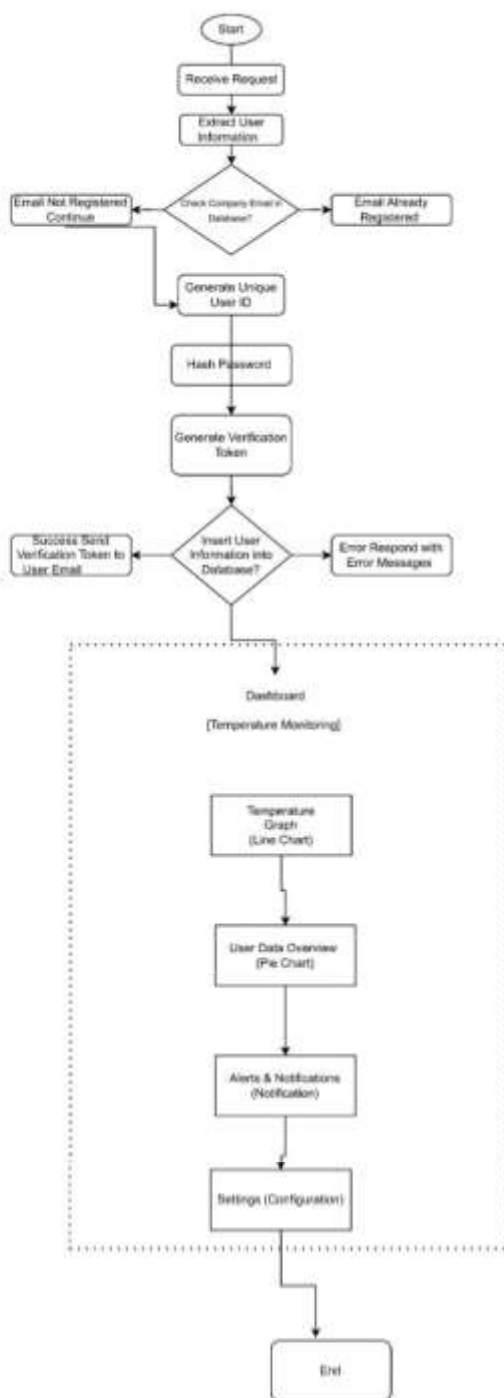 Start
Receive Request
Extract User
Information
Check Company Email in
Database?
Email Not Registered
Continue
Email Already
Registered
Generate Unique
User ID
Hash Password
Generate Verification
Token
Insert User
Information into
Database?
Success Send
Verification Token to
User Email
Error Respond with
Error Messages
Dashboard
[Temperature Monitoring]
Temperature
Graph
(Line Chart)
User Data Overview
(Pie Chart)
Alerts & Notifications
(Notification)
Settings (Configuration)
End